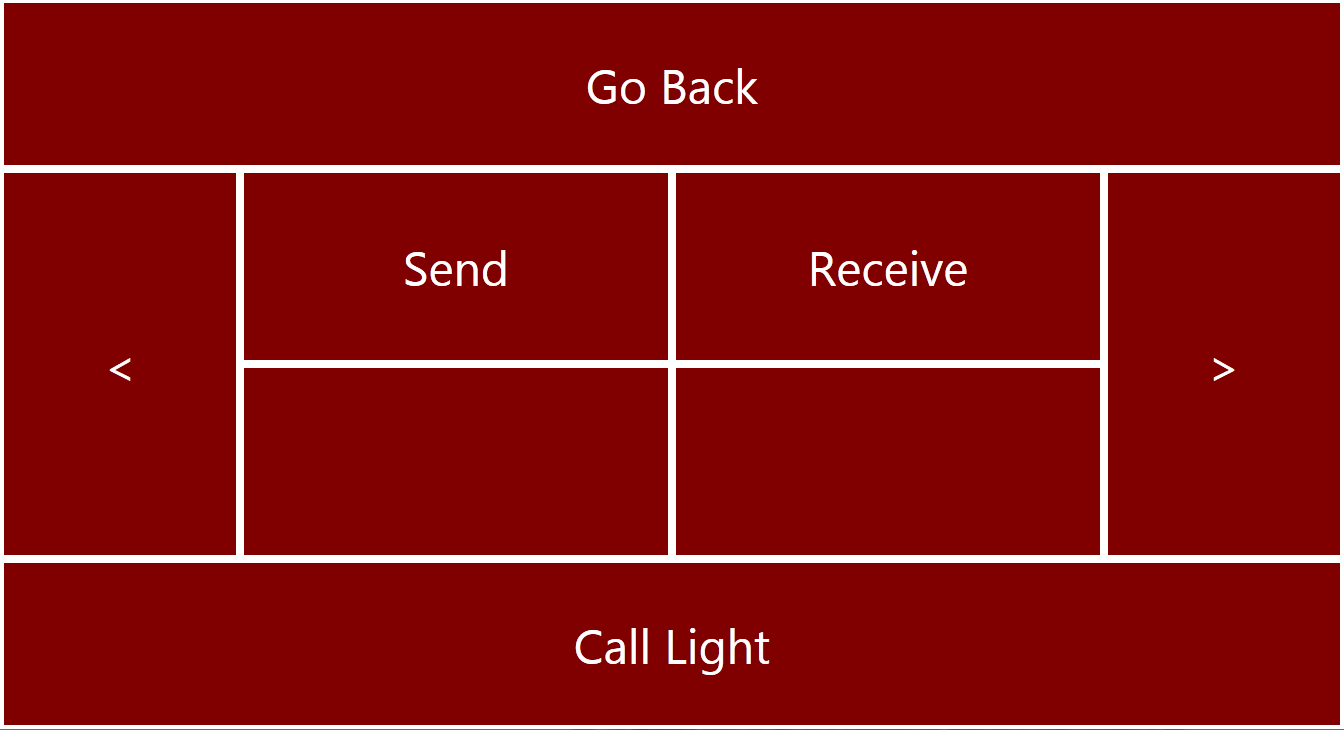 Go Back
Send
Receive
<
>
Call Light